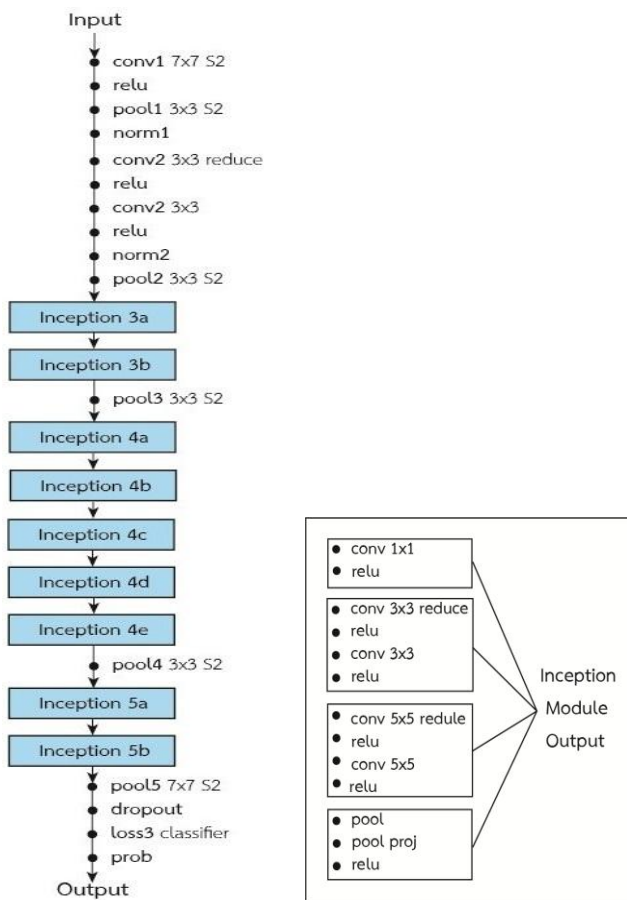 Input
conv1 7x7 S2
relu
pool1 3x3 S2
norm1
conv2 3x3 reduce
relu
conv2 3x3
relu
norm2
pool2 3x3 S2
Inception 3a
Inception 3b
pool3 3x3 S2
Inception 4a
Inception 4b
Inception 4c
Inception 4d
Inception 4e
pool4 3x3 S2
Inception 5a
Inception 5b
pool5 7x7 S2
dropout
loss3 classifier
prob
Output
conv 1x1
relu
conv 3x3 reduce
relu
conv 3x3
relu
conv 5x5 redule
relu
conv 5x5
relu
pool
pool proj
relu
Inception
Module
Output